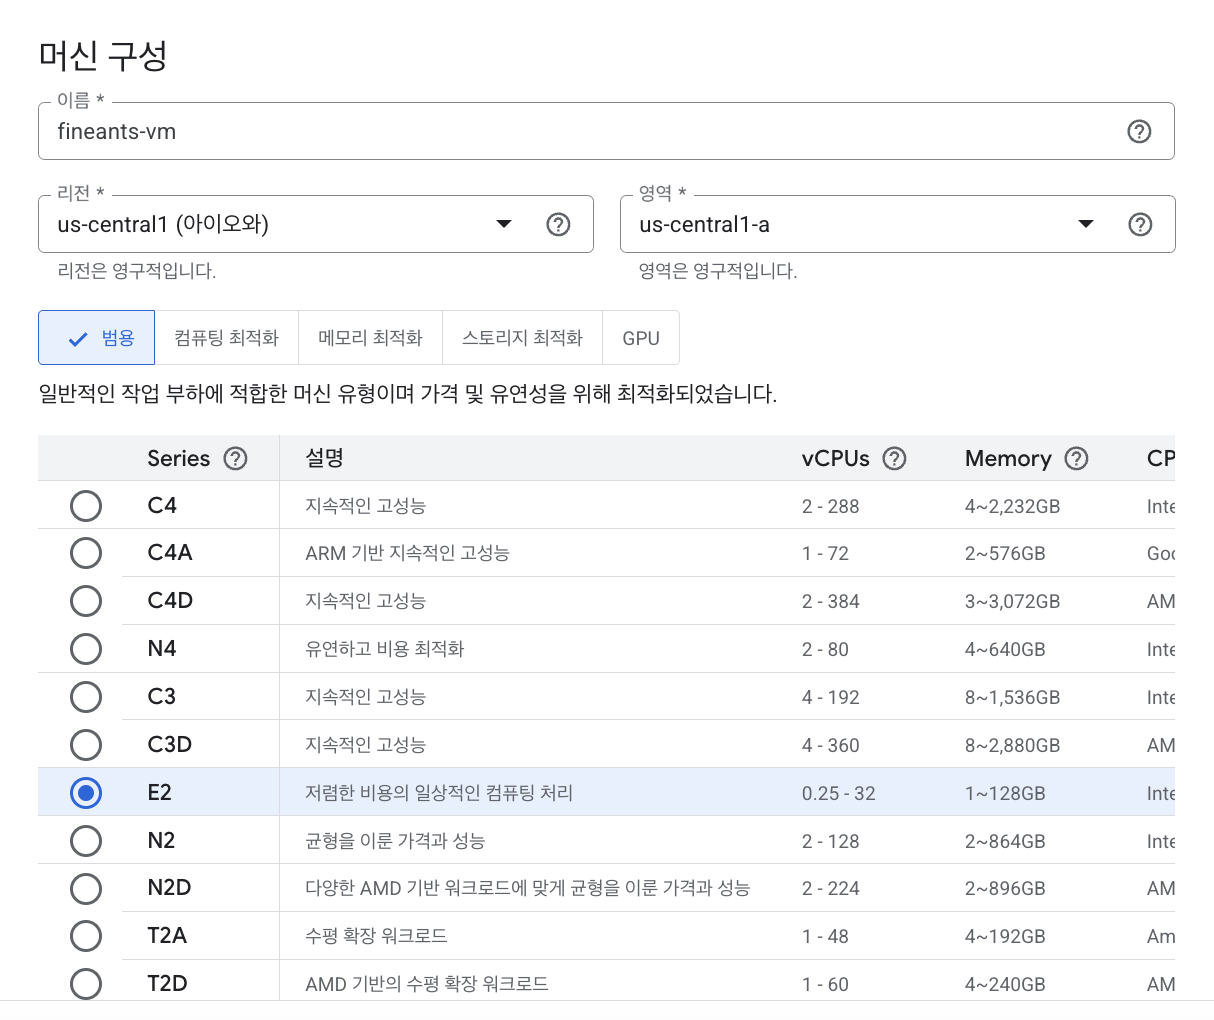 머신 구성
이름 *
fineants-vm
리전 * 영역 *
us-central1 (아이오와) us-central1-a
리전은 영구적입니다. 영역은 영구적입니다.
범용 컴퓨팅 최적화 메모리 최적화 스토리지 최적화 GPU
일반적인 작업 부하에 적합한 머신 유형이며 가격 및 유연성을 위해 최적화되었습니다.
Series 설명 vCPUs Memory CP
C4 지속적인 고성능 2 - 288 4~2,232GB Inte
C4A ARM 기반 지속적인 고성능 1 - 72 2~576GB Goo
C4D 지속적인 고성능 2 - 384 3~3,072GB AM
N4 유연하고 비용 최적화 2 - 80 4~640GB Inte
C3 지속적인 고성능 4 - 192 8~1,536GB Inte
C3D 지속적인 고성능 4 - 360 8~2,880GB AM
E2 저렴한 비용의 일상적인 컴퓨팅 처리 0.25 - 32 1~128GB Inte
N2 균형을 이룬 가격과 성능 2 - 128 2~864GB Inte
N2D 다양한 AMD 기반 워크로드에 맞게 균형을 이룬 가격과 성능 2 - 224 2~896GB AM
T2A 수평 확장 워크로드 1 - 48 4~192GB Am
T2D AMD 기반의 수평 확장 워크로드 1 - 60 4~240GB AM